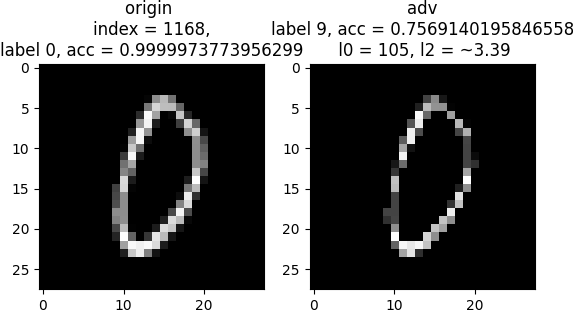 origin
index = 1168,
label 0, acc = 0.9999973773956299
adv
label 9, acc = 0.7569140195846558
l0 = 105, l2 = ~3.39
0
5
10
15
20
25
0 10 20
0
5
10
15
20
25
0 10 20